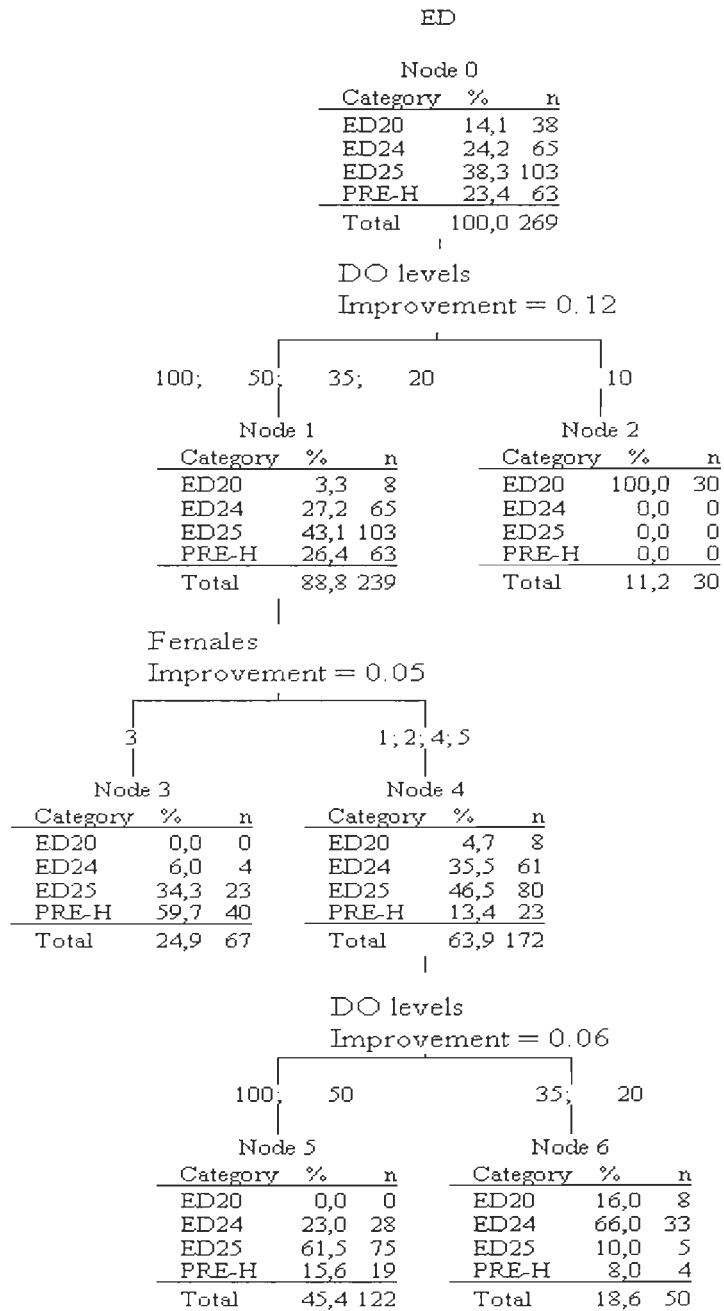 ED
Node 0
Category % n
ED20 14,1 38
ED24 24,2 65
ED25 38,3 103
PRE-H 23,4 63
Total 100,0 269
DO levels
Improvement = 0.12
100; 50; 35; 20
10
Node 1
Category % n
ED20 3,3 8
ED24 27,2 65
ED25 43,1 103
PRE-H 26,4 63
Total 88,8 239
Node 2
Category % n
ED20 100,0 30
ED24 0,0 0
ED25 0,0 0
PRE-H 0,0 0
Total 11,2 30
Females
Improvement = 0.05
3
1; 2; 4; 5
Node 3
Category % n
ED20 0,0 0
ED24 6,0 4
ED25 34,3 23
PRE-H 59,7 40
Total 24,9 67
Node 4
Category % n
ED20 4,7 8
ED24 35,5 61
ED25 46,5 80
PRE-H 13,4 23
Total 63,9 172
DO levels
Improvement = 0.06
100; 50
35; 20
Node 5
Category % n
ED20 0,0 0
ED24 23,0 28
ED25 61,5 75
PRE-H 15,6 19
Total 45,4 122
Node 6
Category % n
ED20 16,0 8
ED24 66,0 33
ED25 10,0 5
PRE-H 8,0 4
Total 18,6 50